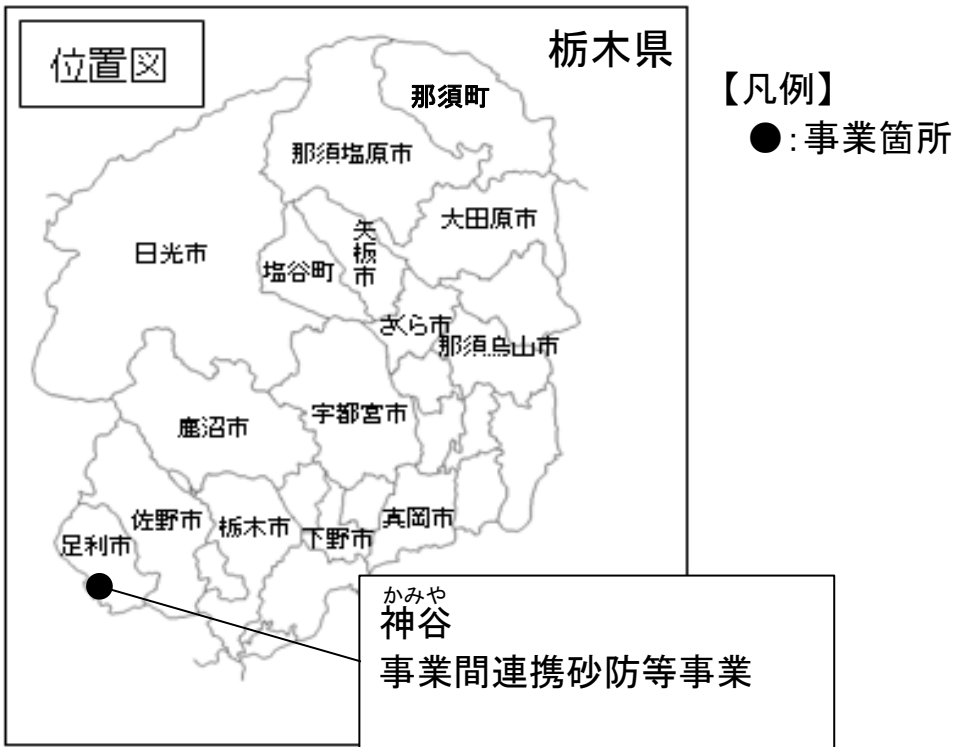 位置図
栃木県
【凡例】
●：事業箇所
那須町
那須塩原市
大田原市
矢板市
日光市
塩谷町
さくら市
那須烏山市
宇都宮市
鹿沼市
佐野市
栃木市
下野市
真岡市
足利市
かみや
神谷
事業間連携砂防等事業